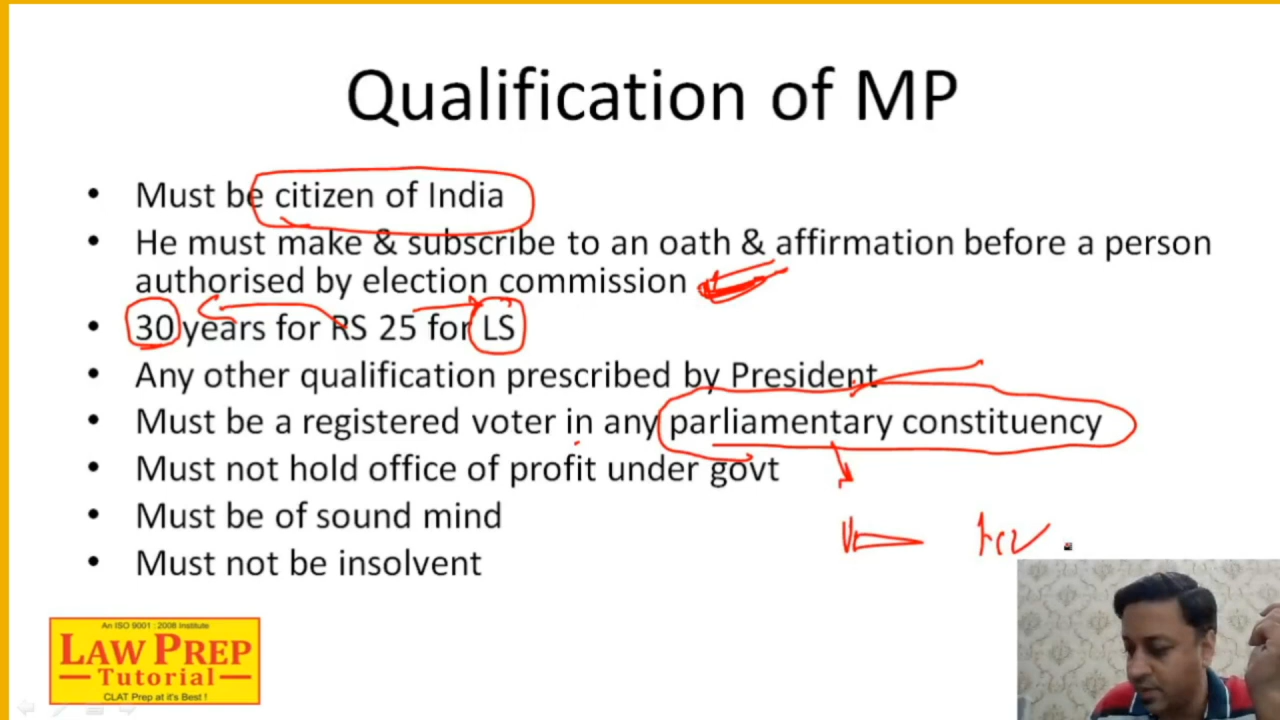 Qualification of MP
• Must be citizen of India
• He must make & subscribe to an oath & affirmation before a person
authorised by election commission
• 30 years for RS 25 for LS
• Any other qualification prescribed by President
• Must be a registered voter in any parliamentary constituency
• Must not hold office of profit under govt
• Must be of sound mind
• Must not be insolvent
An ISO 9001 : 2008 Institute
LAW PREP
Tutorial
CLAT Prep at it's Best !